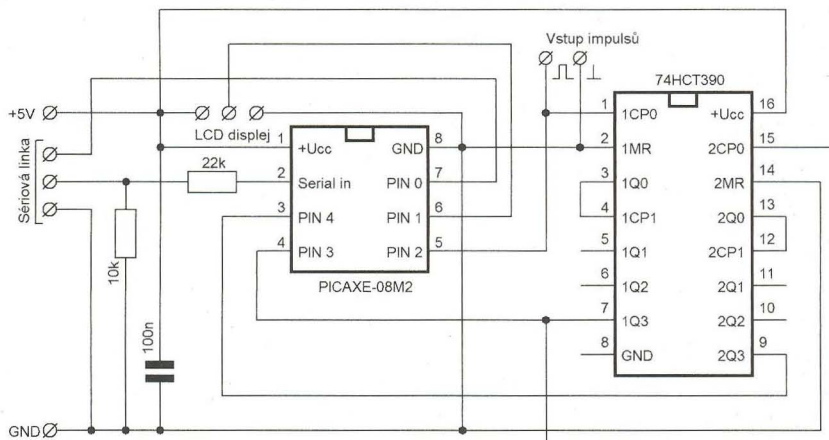 Vstup impulsů
74HCT390
+5V
LCD displej
Sériová linka
22k
10k
100n
GND
1 +Ucc GND 8
2 Serial in PIN 0 7
3 PIN 4 PIN 1 6
4 PIN 3 PIN 2 5
PICAXE-08M2
1 1CP0 +Ucc 16
2 1MR 2CP0 15
3 1Q0 2MR 14
4 1CP1 2Q0 13
5 1Q1 2CP1 12
6 1Q2 2Q1 11
7 1Q3 2Q2 10
8 GND 2Q3 9